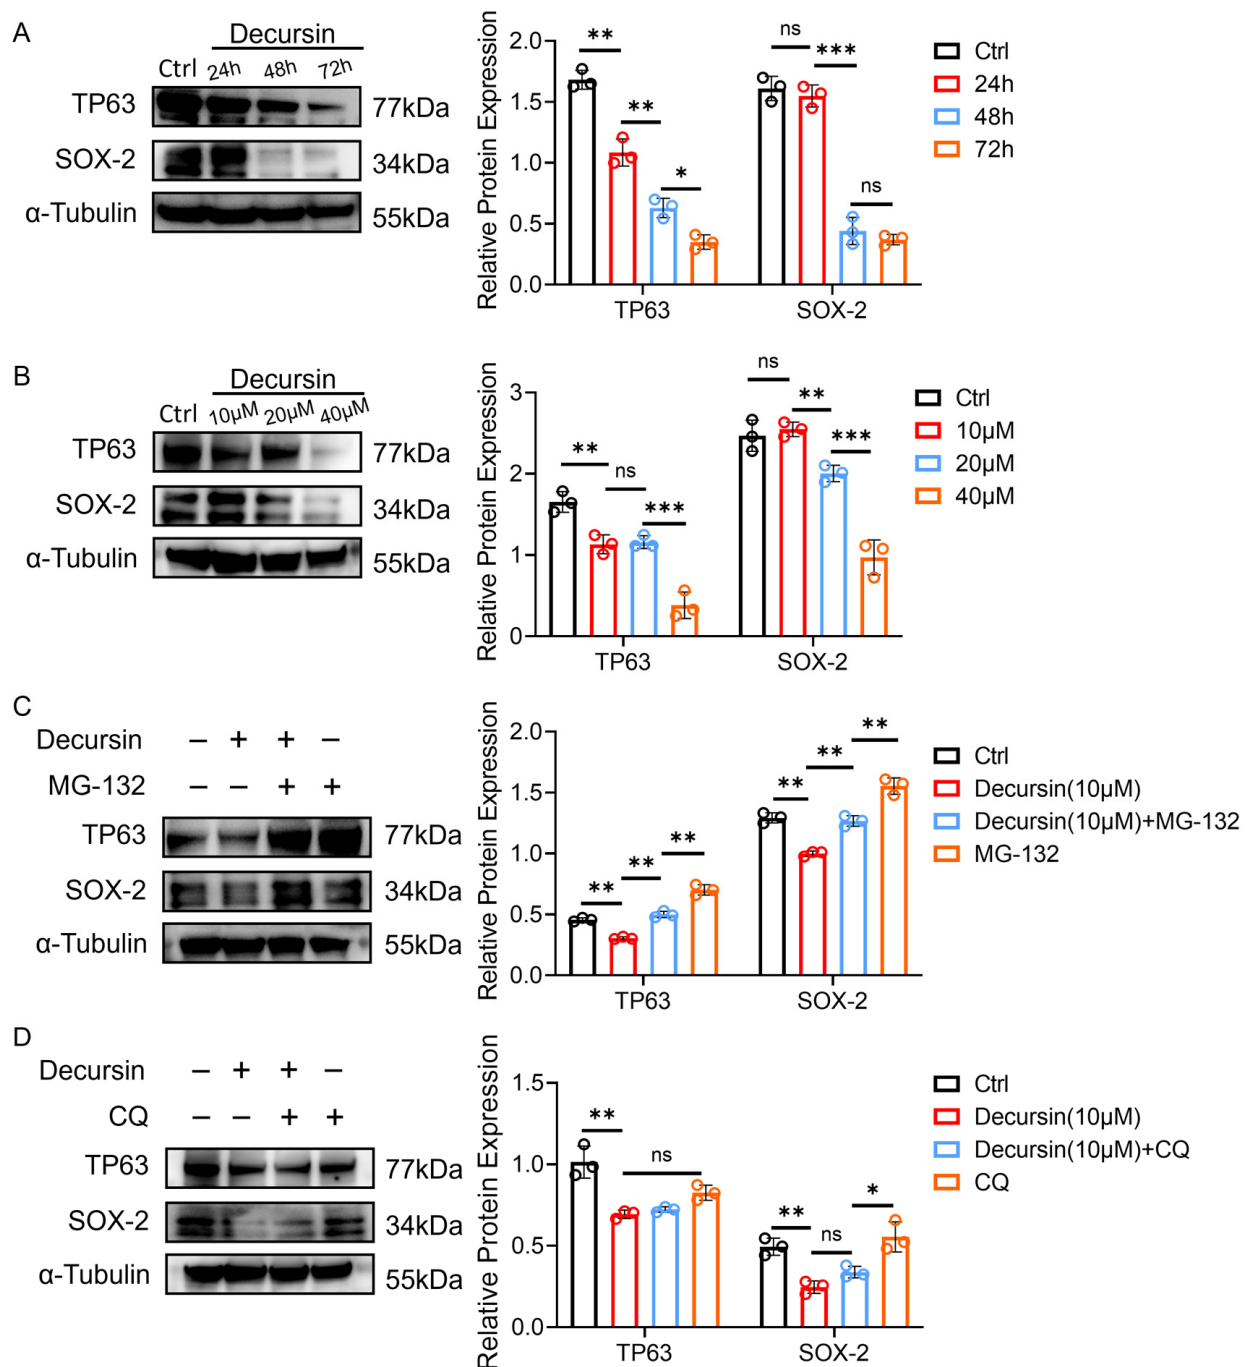 A
Decursin
Ctrl 24h 48h 72h
TP63 77kDa
SOX-2 34kDa
α-Tubulin 55kDa
Relative Protein Expression
2.0
1.5
1.0
0.5
0.0
** ** * ns *** ns
TP63 SOX-2
Ctrl
24h
48h
72h
B
Decursin
Ctrl 10μM 20μM 40μM
TP63 77kDa
SOX-2 34kDa
α-Tubulin 55kDa
Relative Protein Expression
3
2
1
0
** ns *** ns ** ***
TP63 SOX-2
Ctrl
10μM
20μM
40μM
C
Decursin − + + −
MG-132 − − + +
TP63 77kDa
SOX-2 34kDa
α-Tubulin 55kDa
Relative Protein Expression
2.0
1.5
1.0
0.5
0.0
** ** ** ** ** **
TP63 SOX-2
Ctrl
Decursin(10μM)
Decursin(10μM)+MG-132
MG-132
D
Decursin − + + −
CQ − − + +
TP63 77kDa
SOX-2 34kDa
α-Tubulin 55kDa
Relative Protein Expression
1.5
1.0
0.5
0.0
** ns ** ns *
TP63 SOX-2
Ctrl
Decursin(10μM)
Decursin(10μM)+CQ
CQ